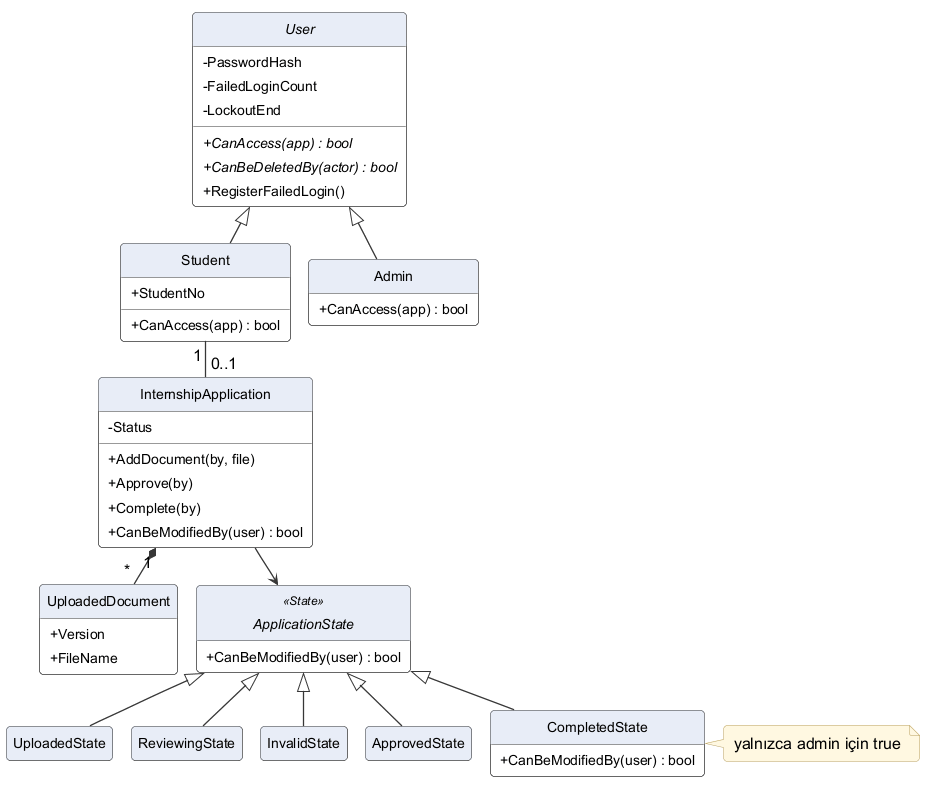 User
-PasswordHash
-FailedLoginCount
-LockoutEnd
+CanAccess(app) : bool
+CanBeDeletedBy(actor) : bool
+RegisterFailedLogin()
Student
+StudentNo
+CanAccess(app) : bool
Admin
+CanAccess(app) : bool
1
0..1
InternshipApplication
-Status
+AddDocument(by, file)
+Approve(by)
+Complete(by)
+CanBeModifiedBy(user) : bool
*
1
UploadedDocument
+Version
+FileName
«State»
ApplicationState
+CanBeModifiedBy(user) : bool
UploadedState
ReviewingState
InvalidState
ApprovedState
CompletedState
+CanBeModifiedBy(user) : bool
yalnızca admin için true